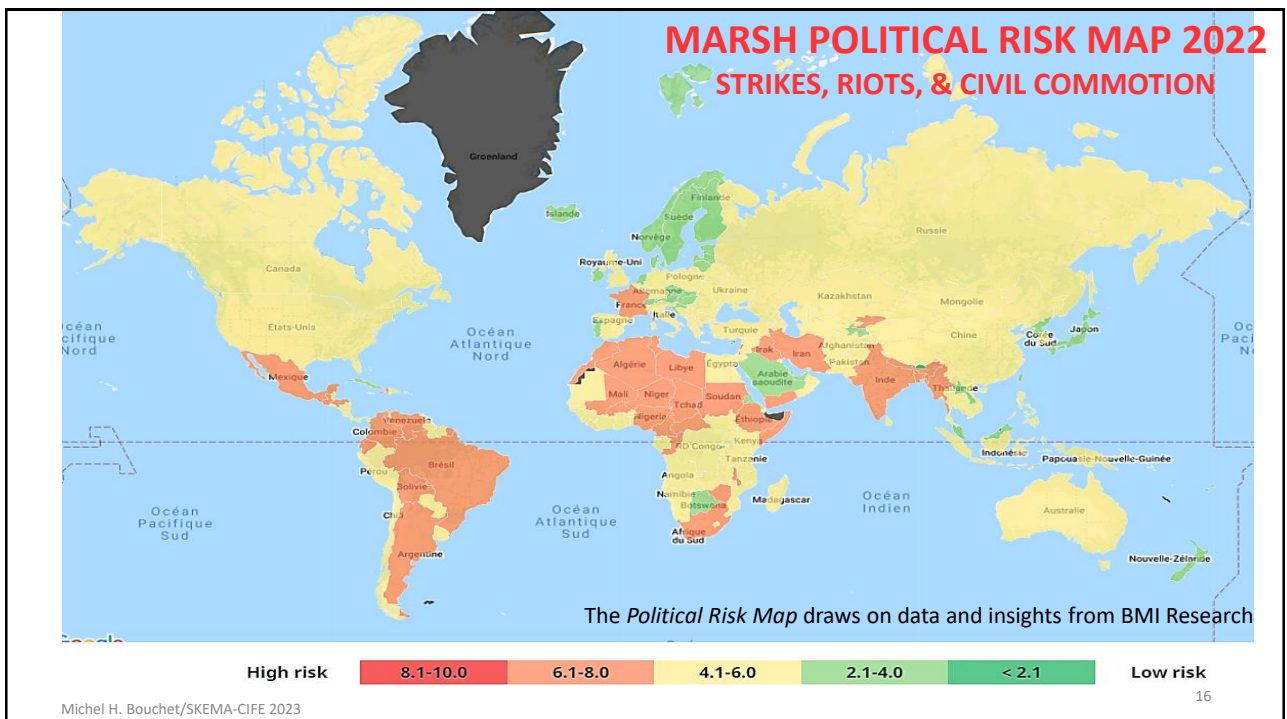 MARSH POLITICAL RISK MAP 2022
STRIKES, RIOTS, & CIVIL COMMOTION
Groenland
Islande
Finlande
Suède
Norvège
Russie
Royaume-Uni
Canada
Pologne
Allemagne
Ukraine
France
Kazakhstan
Mongolie
États-Unis
Espagne
Italie
Turquie
Chine
Corée
du Sud
Japon
Océan
Atlantique
Nord
Océan
Pacifique
Nord
Afghanistan
Irak
Iran
Pakistan
Algérie
Libye
Égypte
Arabie
saoudite
Mexique
Inde
Mali
Niger
Tchad
Soudan
Thaïlande
Venezuela
Nigeria
Éthiopie
Colombie
RD Congo
Kenya
Indonésie
Papouasie-Nouvelle-Guinée
Pérou
Brésil
Tanzanie
Angola
Bolivie
Namibie
Botswana
Madagascar
Océan
Indien
Océan
Pacifique
Sud
Chili
Océan
Atlantique
Sud
Afrique
du Sud
Australie
Argentine
Nouvelle-Zélande
The Political Risk Map draws on data and insights from BMI Research
Google
High risk 8.1-10.0 6.1-8.0 4.1-6.0 2.1-4.0 < 2.1 Low risk
16
Michel H. Bouchet/SKEMA-CIFE 2023